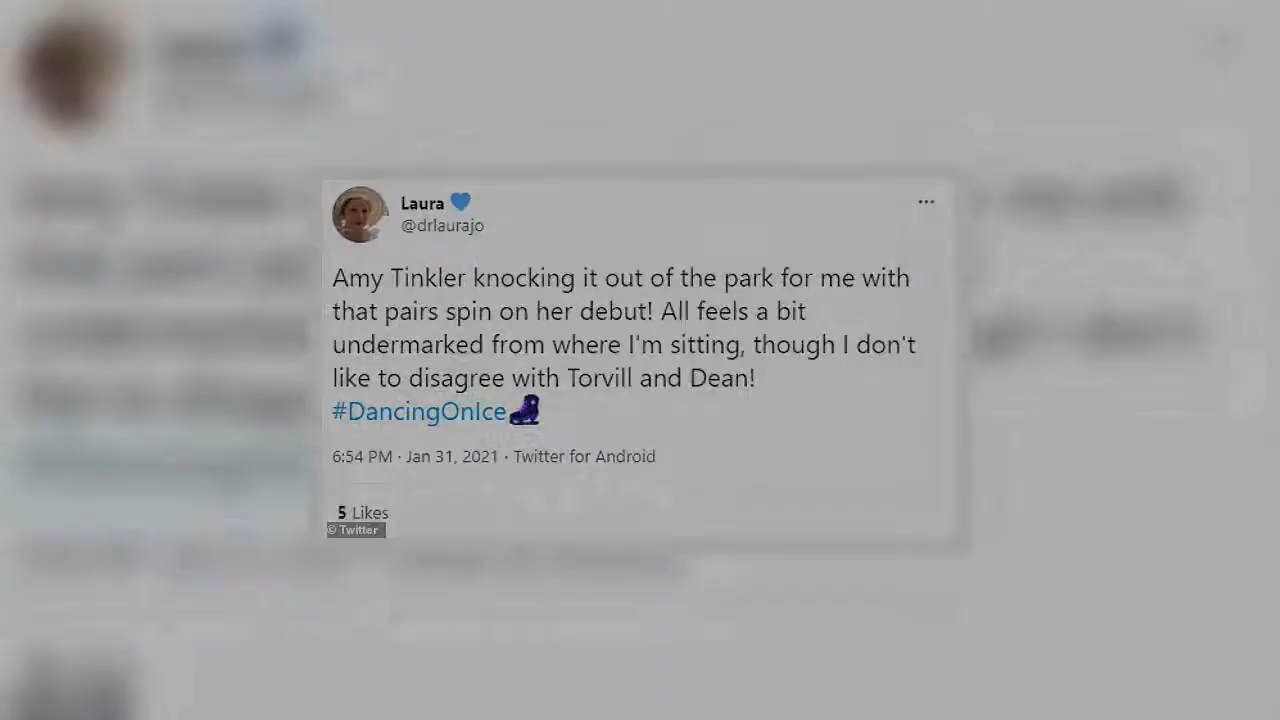 Laura 💙
@drlaurajo
Amy Tinkler knocking it out of the park for me with
that pairs spin on her debut! All feels a bit
undermarked from where I'm sitting, though I don't
like to disagree with Torvill and Dean!
#DancingOnIce
6:54 PM · Jan 31, 2021 · Twitter for Android
5 Likes
© Twitter